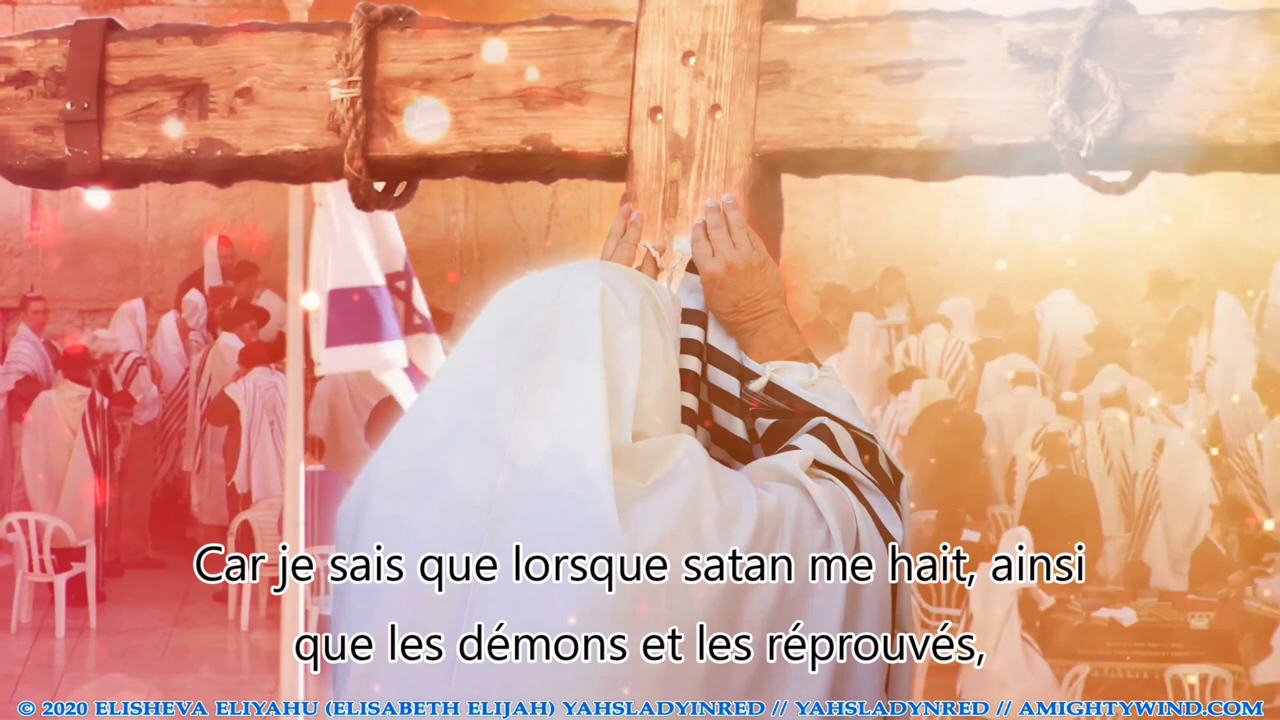 Car je sais que lorsque satan me hait, ainsi
que les démons et les réprouvés,
© 2020 ELISHEVA ELIYAHU (ELISABETH ELIJAH) YAHSLADYINRED // YAHSLADYNRED // AMIGHTYWIND.COM